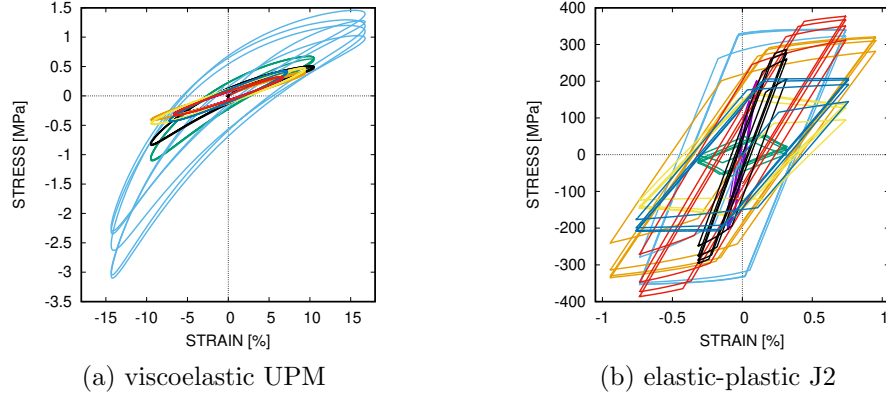 1.5
1
0.5
0
-0.5
-1
-1.5
-2
-2.5
-3
-3.5
STRESS [MPa]
-15 -10 -5 0 5 10 15
STRAIN [%]
(a) viscoelastic UPM
400
300
200
100
0
-100
-200
-300
-400
STRESS [MPa]
-1 -0.5 0 0.5 1
STRAIN [%]
(b) elastic-plastic J2